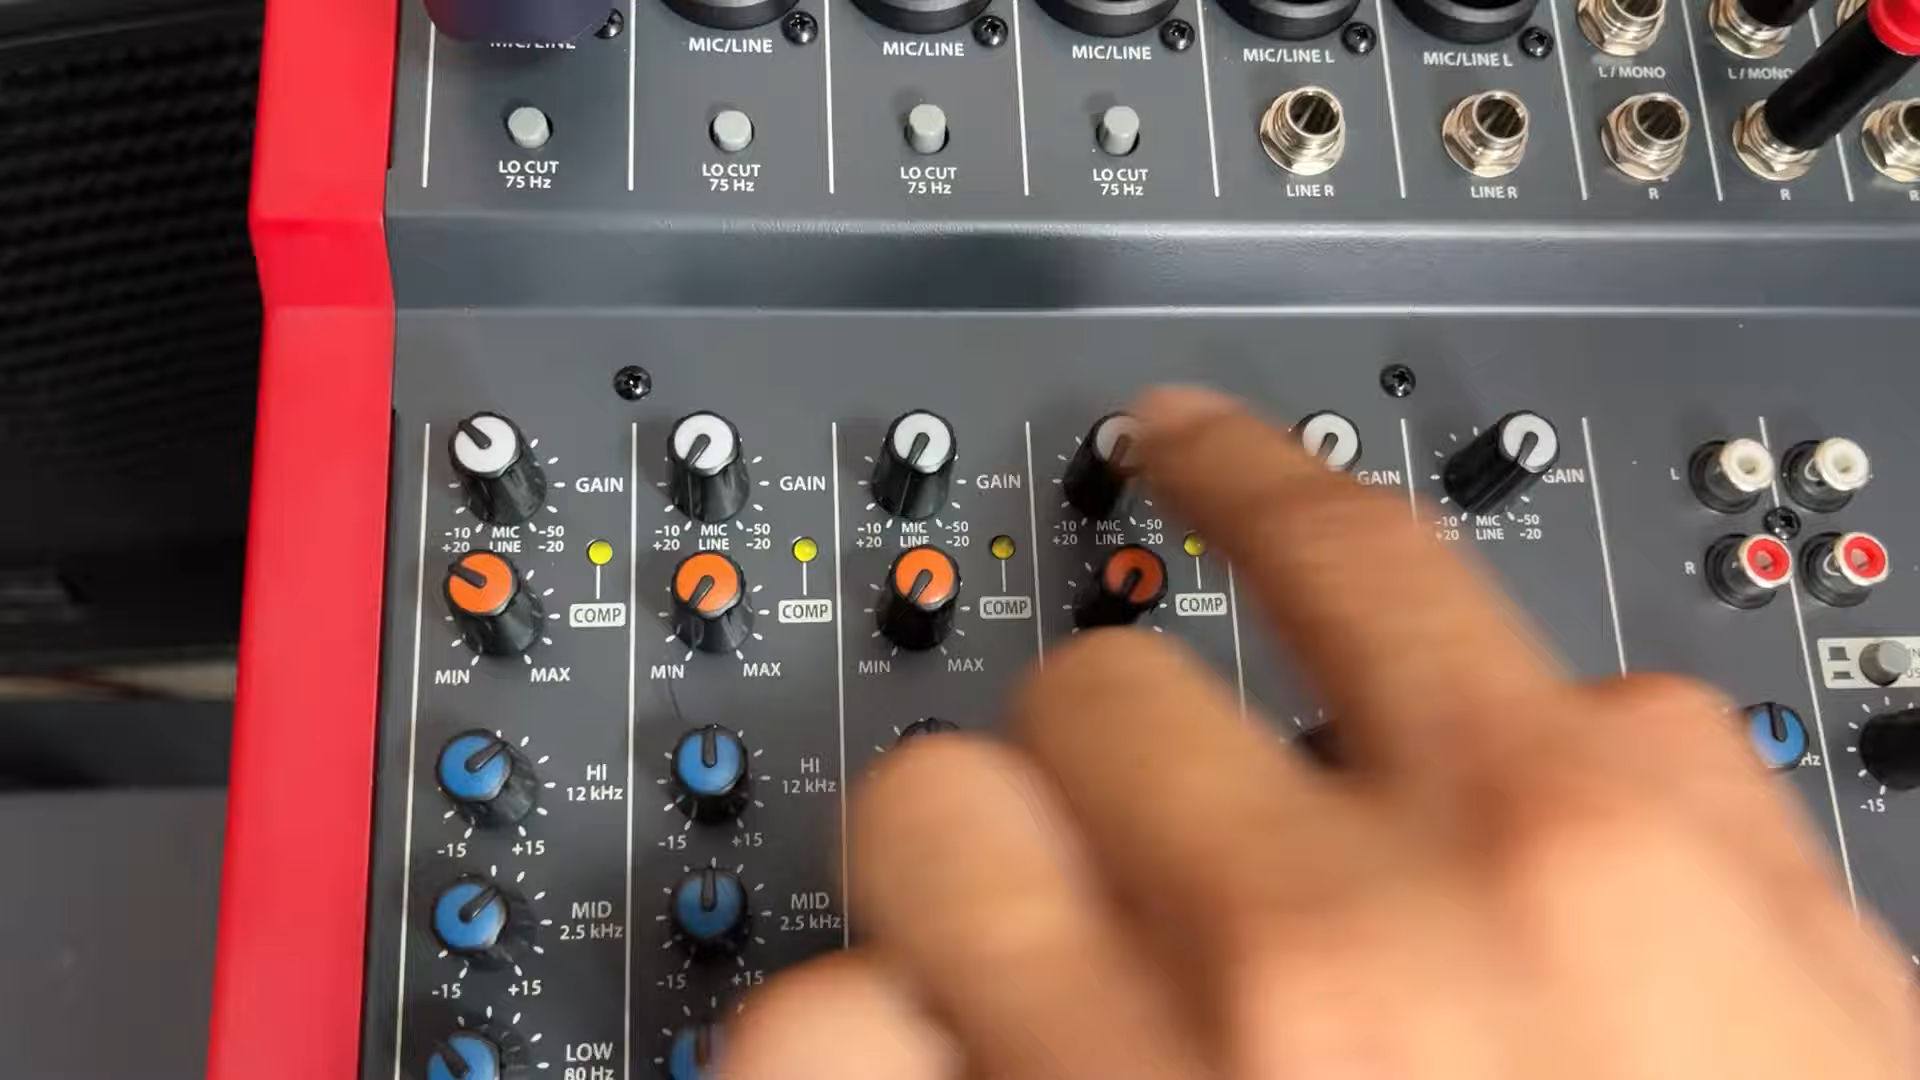 MIC/LINE MIC/LINE MIC/LINE MIC/LINE MIC/LINE L MIC/LINE L L / MONO L / MONO
LO CUT LO CUT LO CUT LO CUT LINE R LINE R R R
75 Hz 75 Hz 75 Hz 75 Hz
GAIN GAIN GAIN GAIN GAIN L
-10 MIC -50 -10 MIC -50 -10 MIC -50 -10 MIC -50 -10 MIC -50
+20 LINE -20 +20 LINE -20 +20 LINE -20 +20 LINE -20 +20 LINE -20
R
COMP COMP COMP COMP
MIN MAX MIN MAX MIN MAX
HI HI
12 kHz 12 kHz
-15 +15 -15 +15 -15
MID MID
2.5 kHz 2.5 kHz
-15 +15 -15 +15
LOW
80 Hz